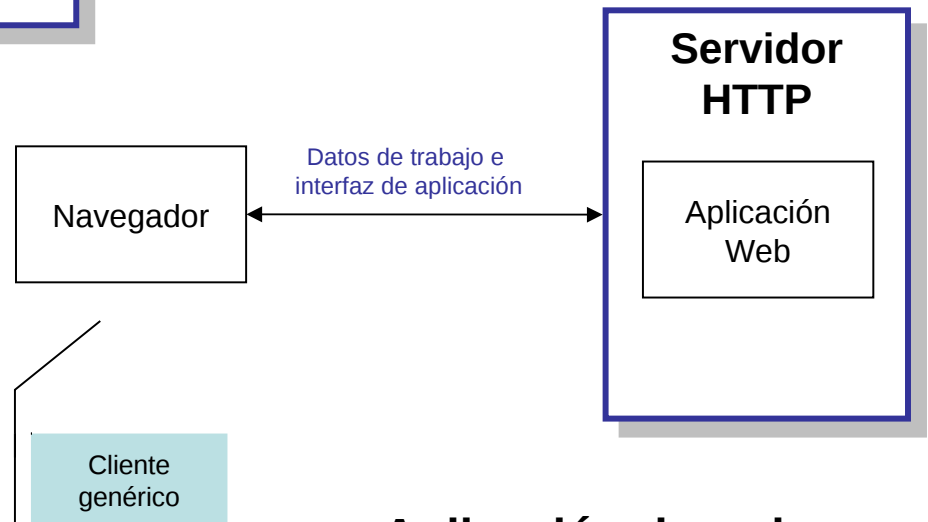 Servidor
HTTP
Datos de trabajo e
interfaz de aplicación
Navegador
Aplicación
Web
Cliente
genérico